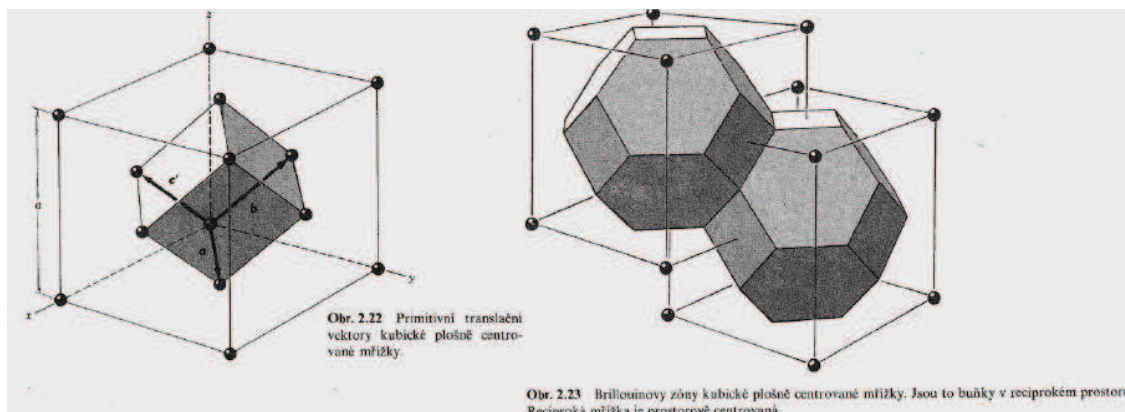 z
a
c'
b
a
x
y
Obr. 2.22 Primitivní translační
vektory kubické plošně centro-
vané mřížky.
Obr. 2.23 Brillouinovy zóny kubické plošně centrované mřížky. Jsou to buňky v reciprokém prostoru
Reciproká mřížka je prostorově centrovaná.